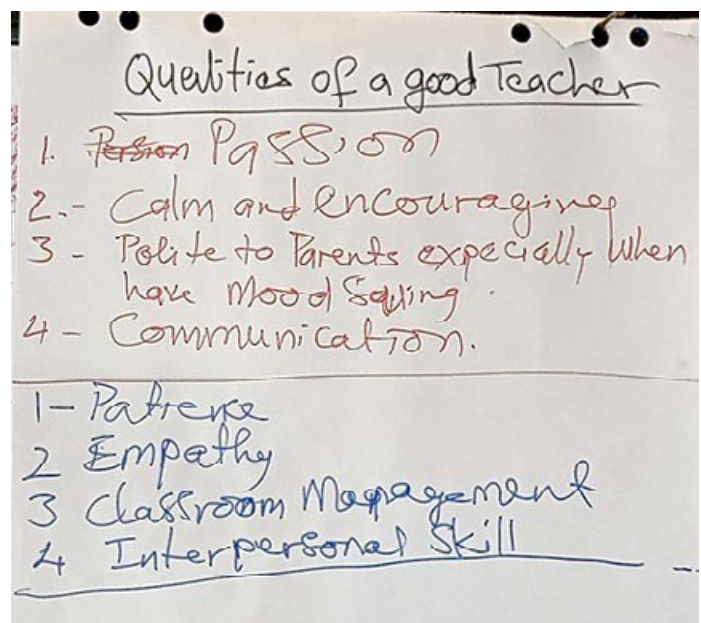 Qualities of a good Teacher
1. Passion
2.- Calm and encouraging
3 - Polite to Parents expecially when
have Mood Swing.
4 - Communication.
1- Patience
2 Empathy
3 Classroom Management
4 Interpersonal Skill